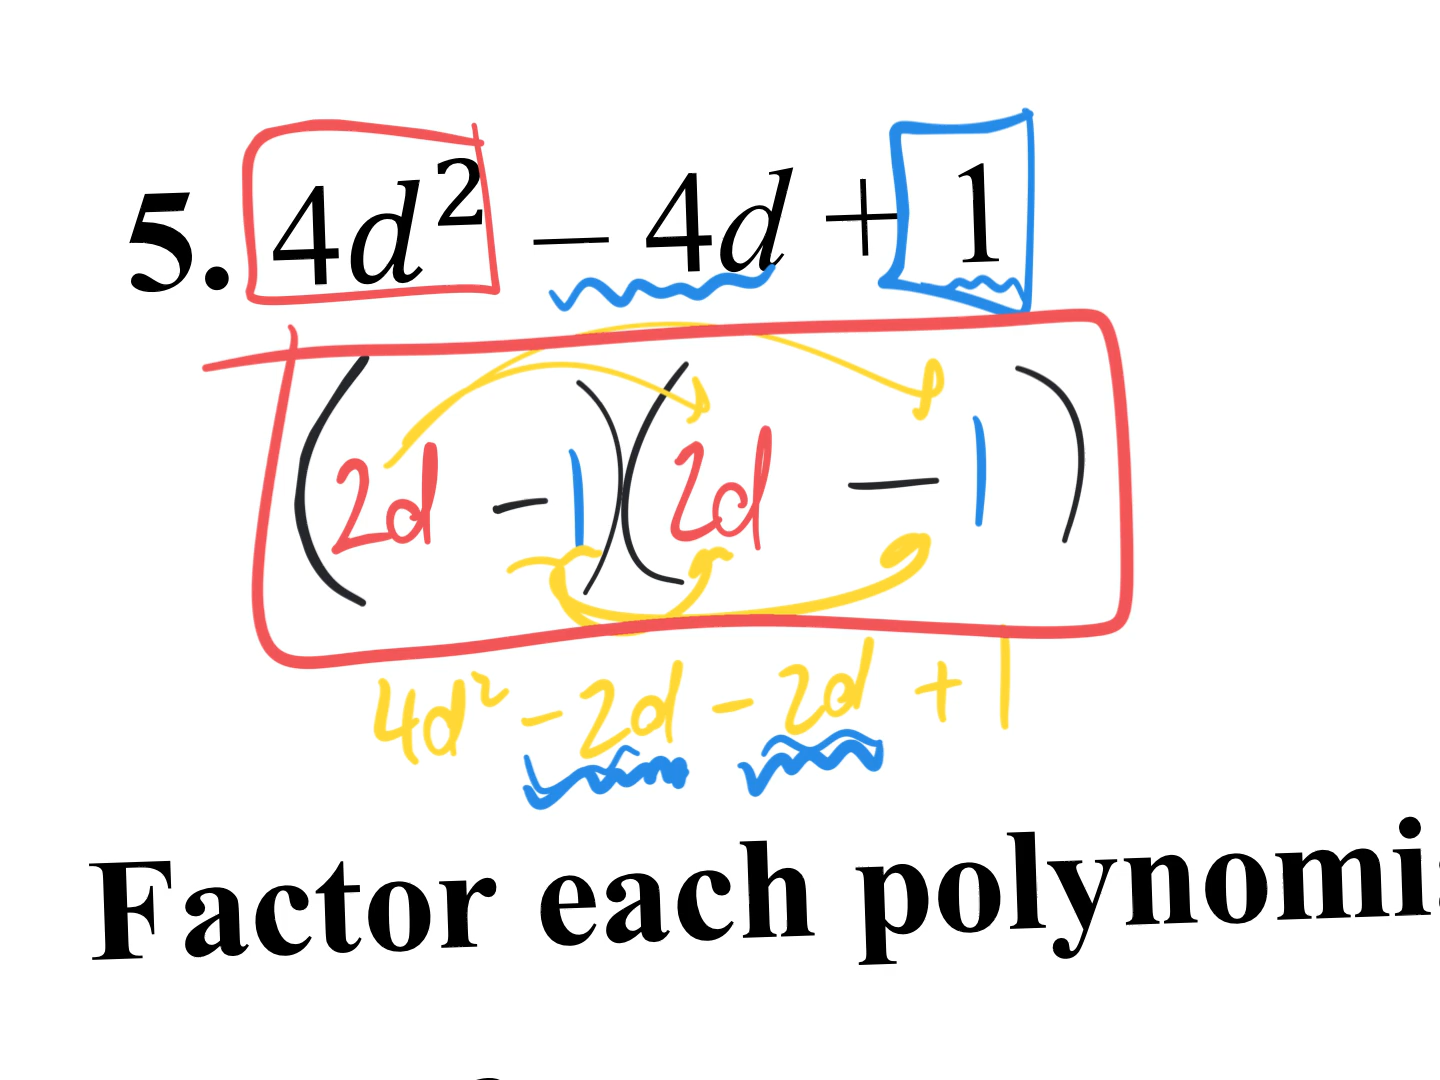 5. 4d² − 4d + 1
(2d − 1)(2d − 1)
4d² − 2d − 2d + 1
Factor each polynomi